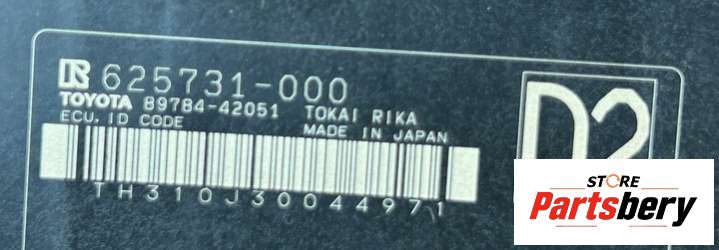 625731-000
TOYOTA 89784-42051 TOKAI RIKA
ECU. ID CODE MADE IN JAPAN
TH310J30044971
D2
STORE
Partsbery